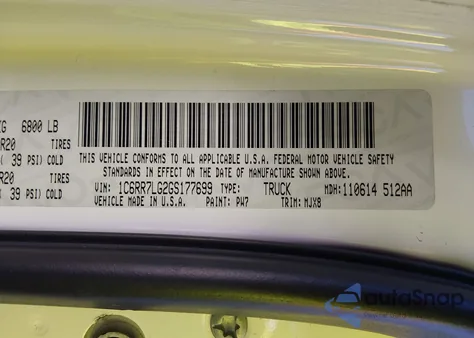 KG 6800 LB
R20 TIRES
( 39 PSI) COLD
R20 TIRES
( 39 PSI) COLD
THIS VEHICLE CONFORMS TO ALL APPLICABLE U.S.A. FEDERAL MOTOR VEHICLE SAFETY
STANDARDS IN EFFECT ON THE DATE OF MANUFACTURE SHOWN ABOVE.
VIN: 1C6RR7LG2GS177699 TYPE: TRUCK MDH: 110614 512AA
VEHICLE MADE IN U.S.A. PAINT: PW7 TRIM: MJX8
autoSnap